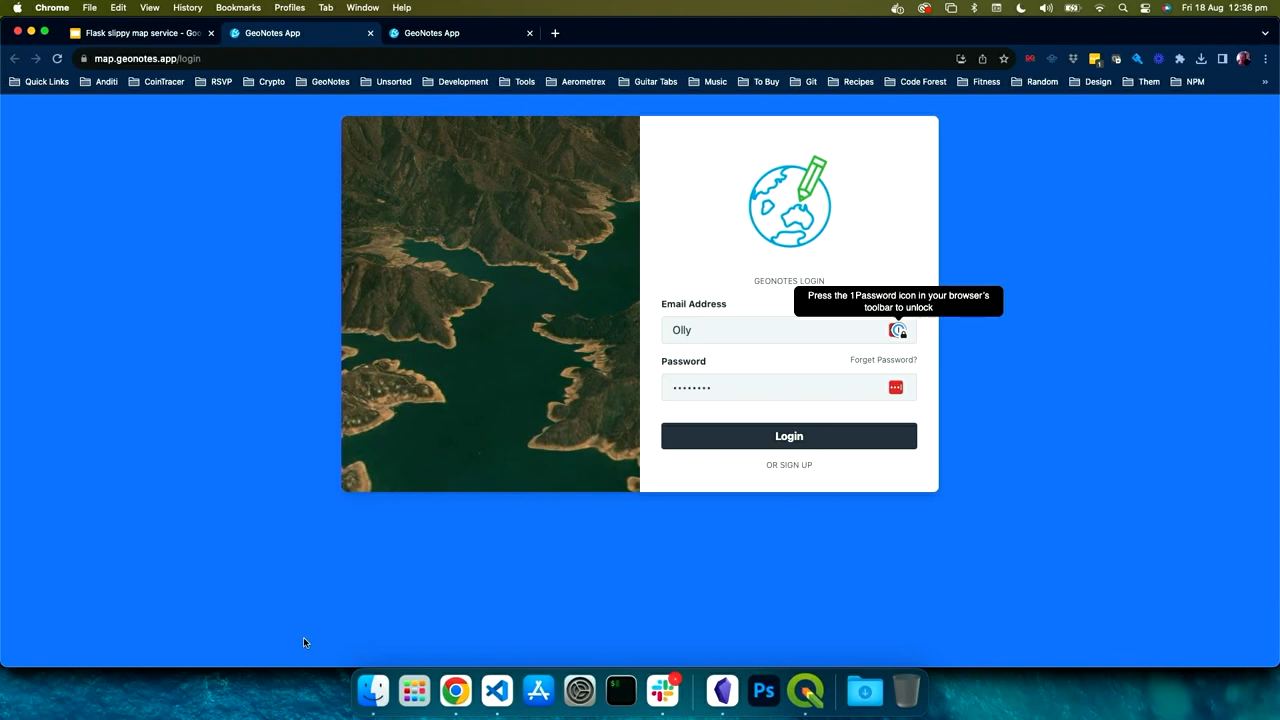 Chrome File Edit View History Bookmarks Profiles Tab Window Help Fri 18 Aug 12:36 pm
Flask slippy map service - Goo GeoNotes App GeoNotes App
map.geonotes.app/login
Quick Links Anditi CoinTracer RSVP Crypto GeoNotes Unsorted Development Tools Aerometrex Guitar Tabs Music To Buy Git Recipes Code Forest Fitness Random Design Them NPM
GEONOTES LOGIN
Press the 1Password icon in your browser's
toolbar to unlock
Email Address
Olly
Password Forget Password?
••••••••
Login
OR SIGN UP
Ps